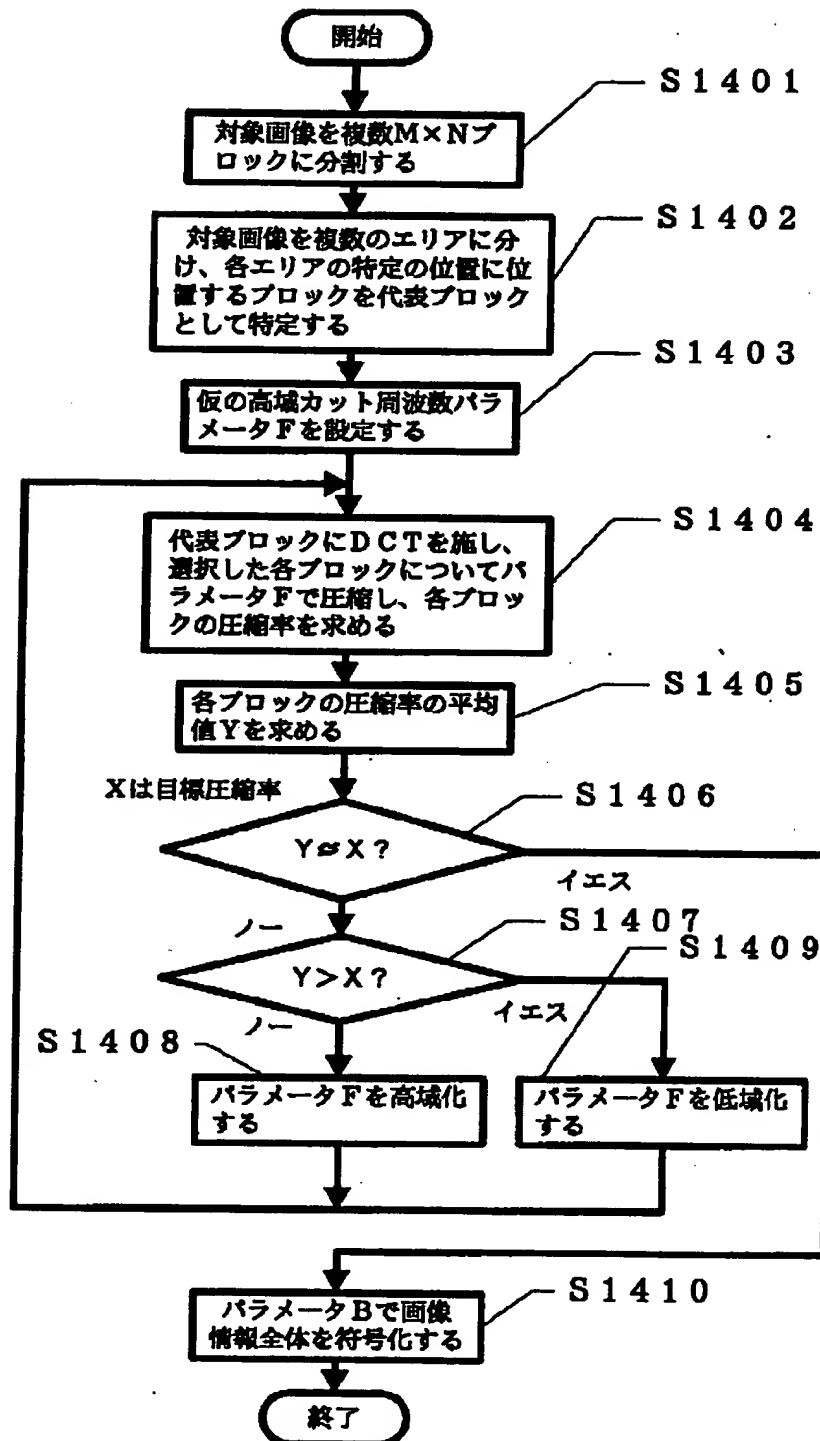 開始
S1401
対象画像を複数M×Nブ
ロックに分割する
S1402
対象画像を複数のエリアに分
け、各エリアの特定の位置に位
置するブロックを代表ブロック
として特定する
S1403
仮の高城カット周波数パラ
メータFを設定する
S1404
代表ブロックにDCTを施し、
選択した各ブロックについてパ
ラメータFで圧縮し、各ブロッ
クの圧縮率を求める
S1405
各ブロックの圧縮率の平均
値Yを求める
Xは目標圧縮率
S1406
Y≈X?
イエス
ノー
S1407
Y>X?
イエス
ノー
S1409
S1408
パラメータFを高域化
する
パラメータFを低域化
する
S1410
パラメータBで画像
情報全体を符号化する
終了